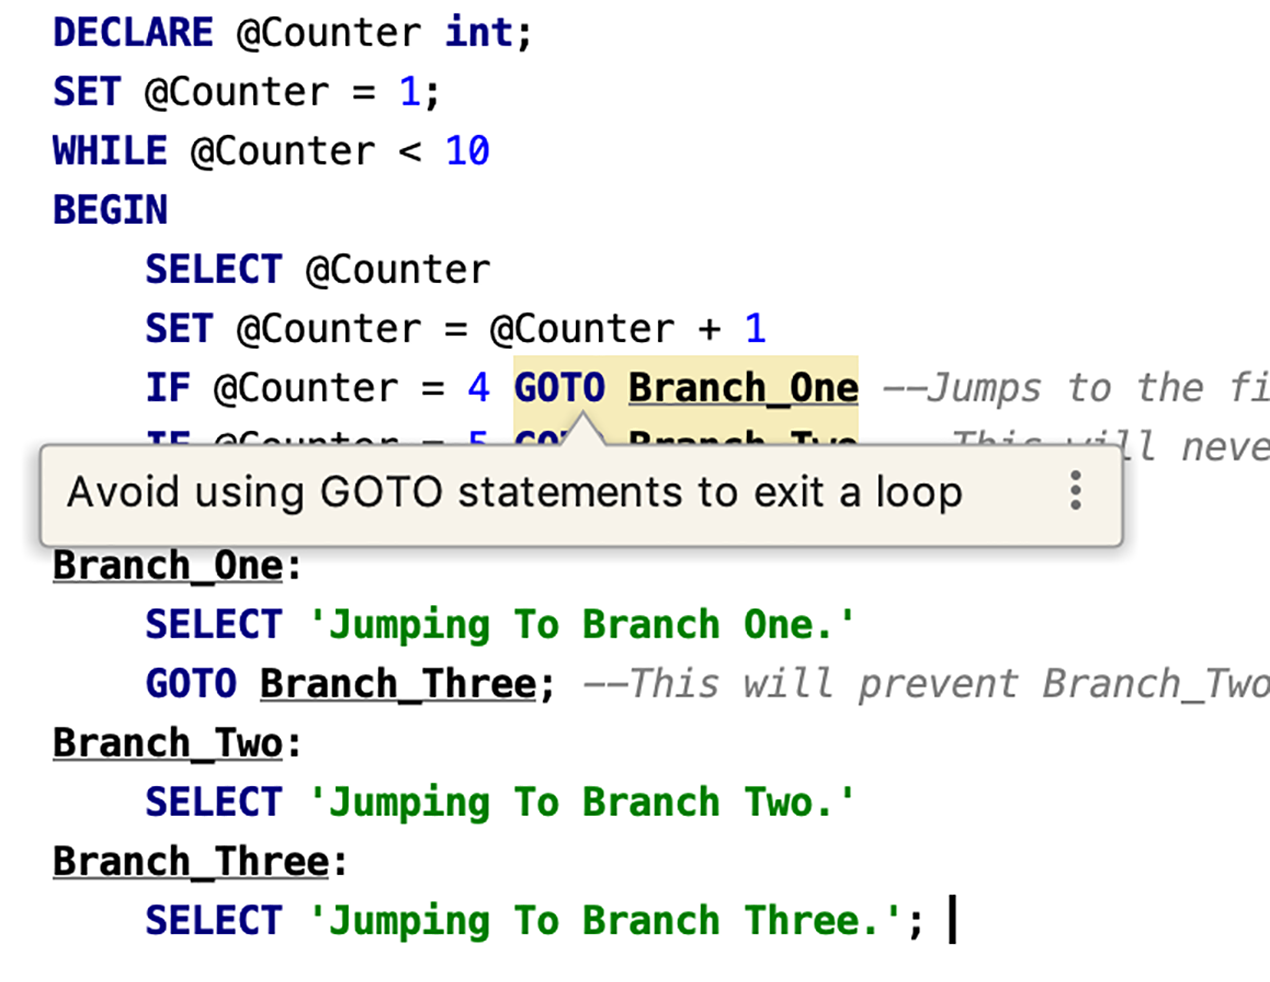 DECLARE @Counter int;
SET @Counter = 1;
WHILE @Counter < 10
BEGIN
SELECT @Counter
SET @Counter = @Counter + 1
IF @Counter = 4 GOTO Branch_One --Jumps to the fi
IF @Counter = 5 GOTO Branch_Two --This will neve
Avoid using GOTO statements to exit a loop
Branch_One:
SELECT 'Jumping To Branch One.'
GOTO Branch_Three; --This will prevent Branch_Two
Branch_Two:
SELECT 'Jumping To Branch Two.'
Branch_Three:
SELECT 'Jumping To Branch Three.';